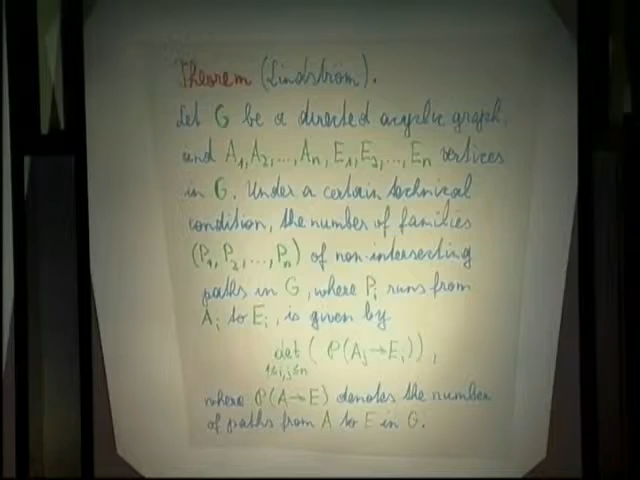 Theorem (Lindström).
Let G be a directed acyclic graph,
and A₁, A₂, ..., Aₙ, E₁, E₂, ..., Eₙ vertices
in G. Under a certain technical
condition, the number of families
(P₁, P₂, ..., Pₙ) of non-intersecting
paths in G, where Pᵢ runs from
Aᵢ to Eᵢ, is given by
det ( P(Aⱼ→Eᵢ) ),
1≤i,j≤n
where P(A→E) denotes the number
of paths from A to E in G.